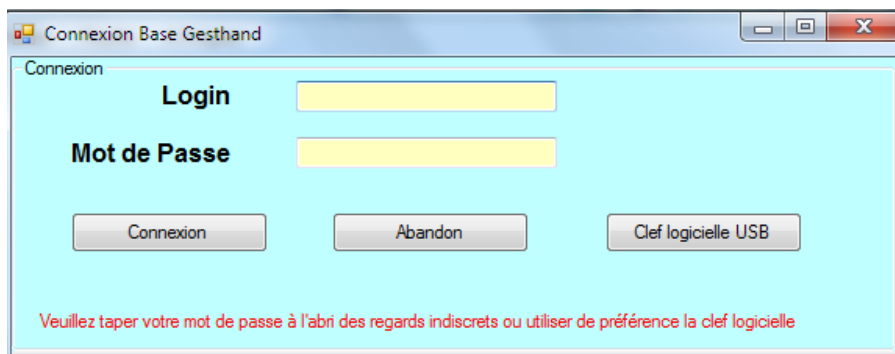 Connexion Base Gesthand
Connexion
Login
Mot de Passe
Connexion Abandon Clef logicielle USB
Veuillez taper votre mot de passe à l'abri des regards indiscrets ou utiliser de préférence la clef logicielle